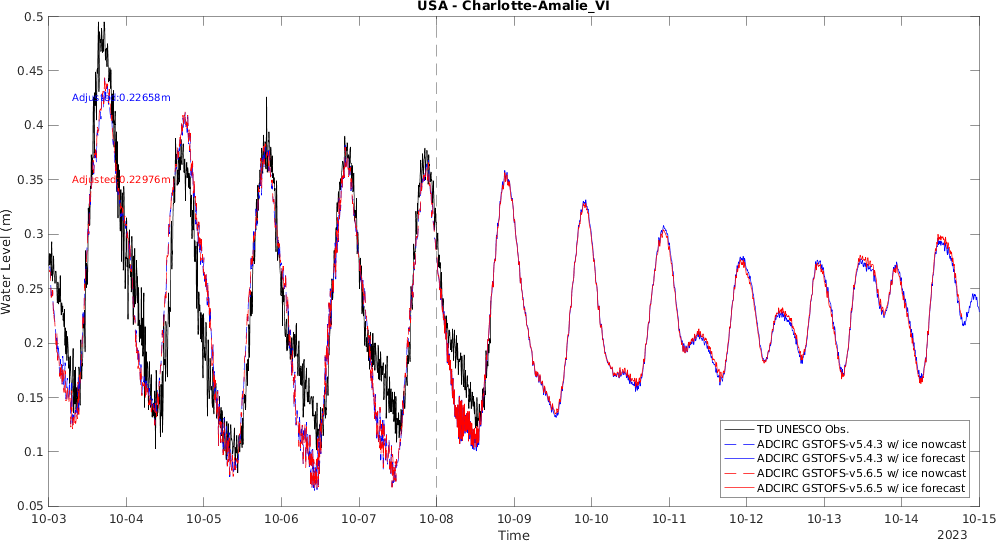 USA - Charlotte-Amalie_VI
0.5
0.45
0.4
0.35
0.3
0.25
0.2
0.15
0.1
0.05
Water Level (m)
Adjusted:0.22658m
Adjusted:0.22976m
TD UNESCO Obs.
ADCIRC GSTOFS-v5.4.3 w/ ice nowcast
ADCIRC GSTOFS-v5.4.3 w/ ice forecast
ADCIRC GSTOFS-v5.6.5 w/ ice nowcast
ADCIRC GSTOFS-v5.6.5 w/ ice forecast
10-03 10-04 10-05 10-06 10-07 10-08 10-09 10-10 10-11 10-12 10-13 10-14 10-15
Time
2023